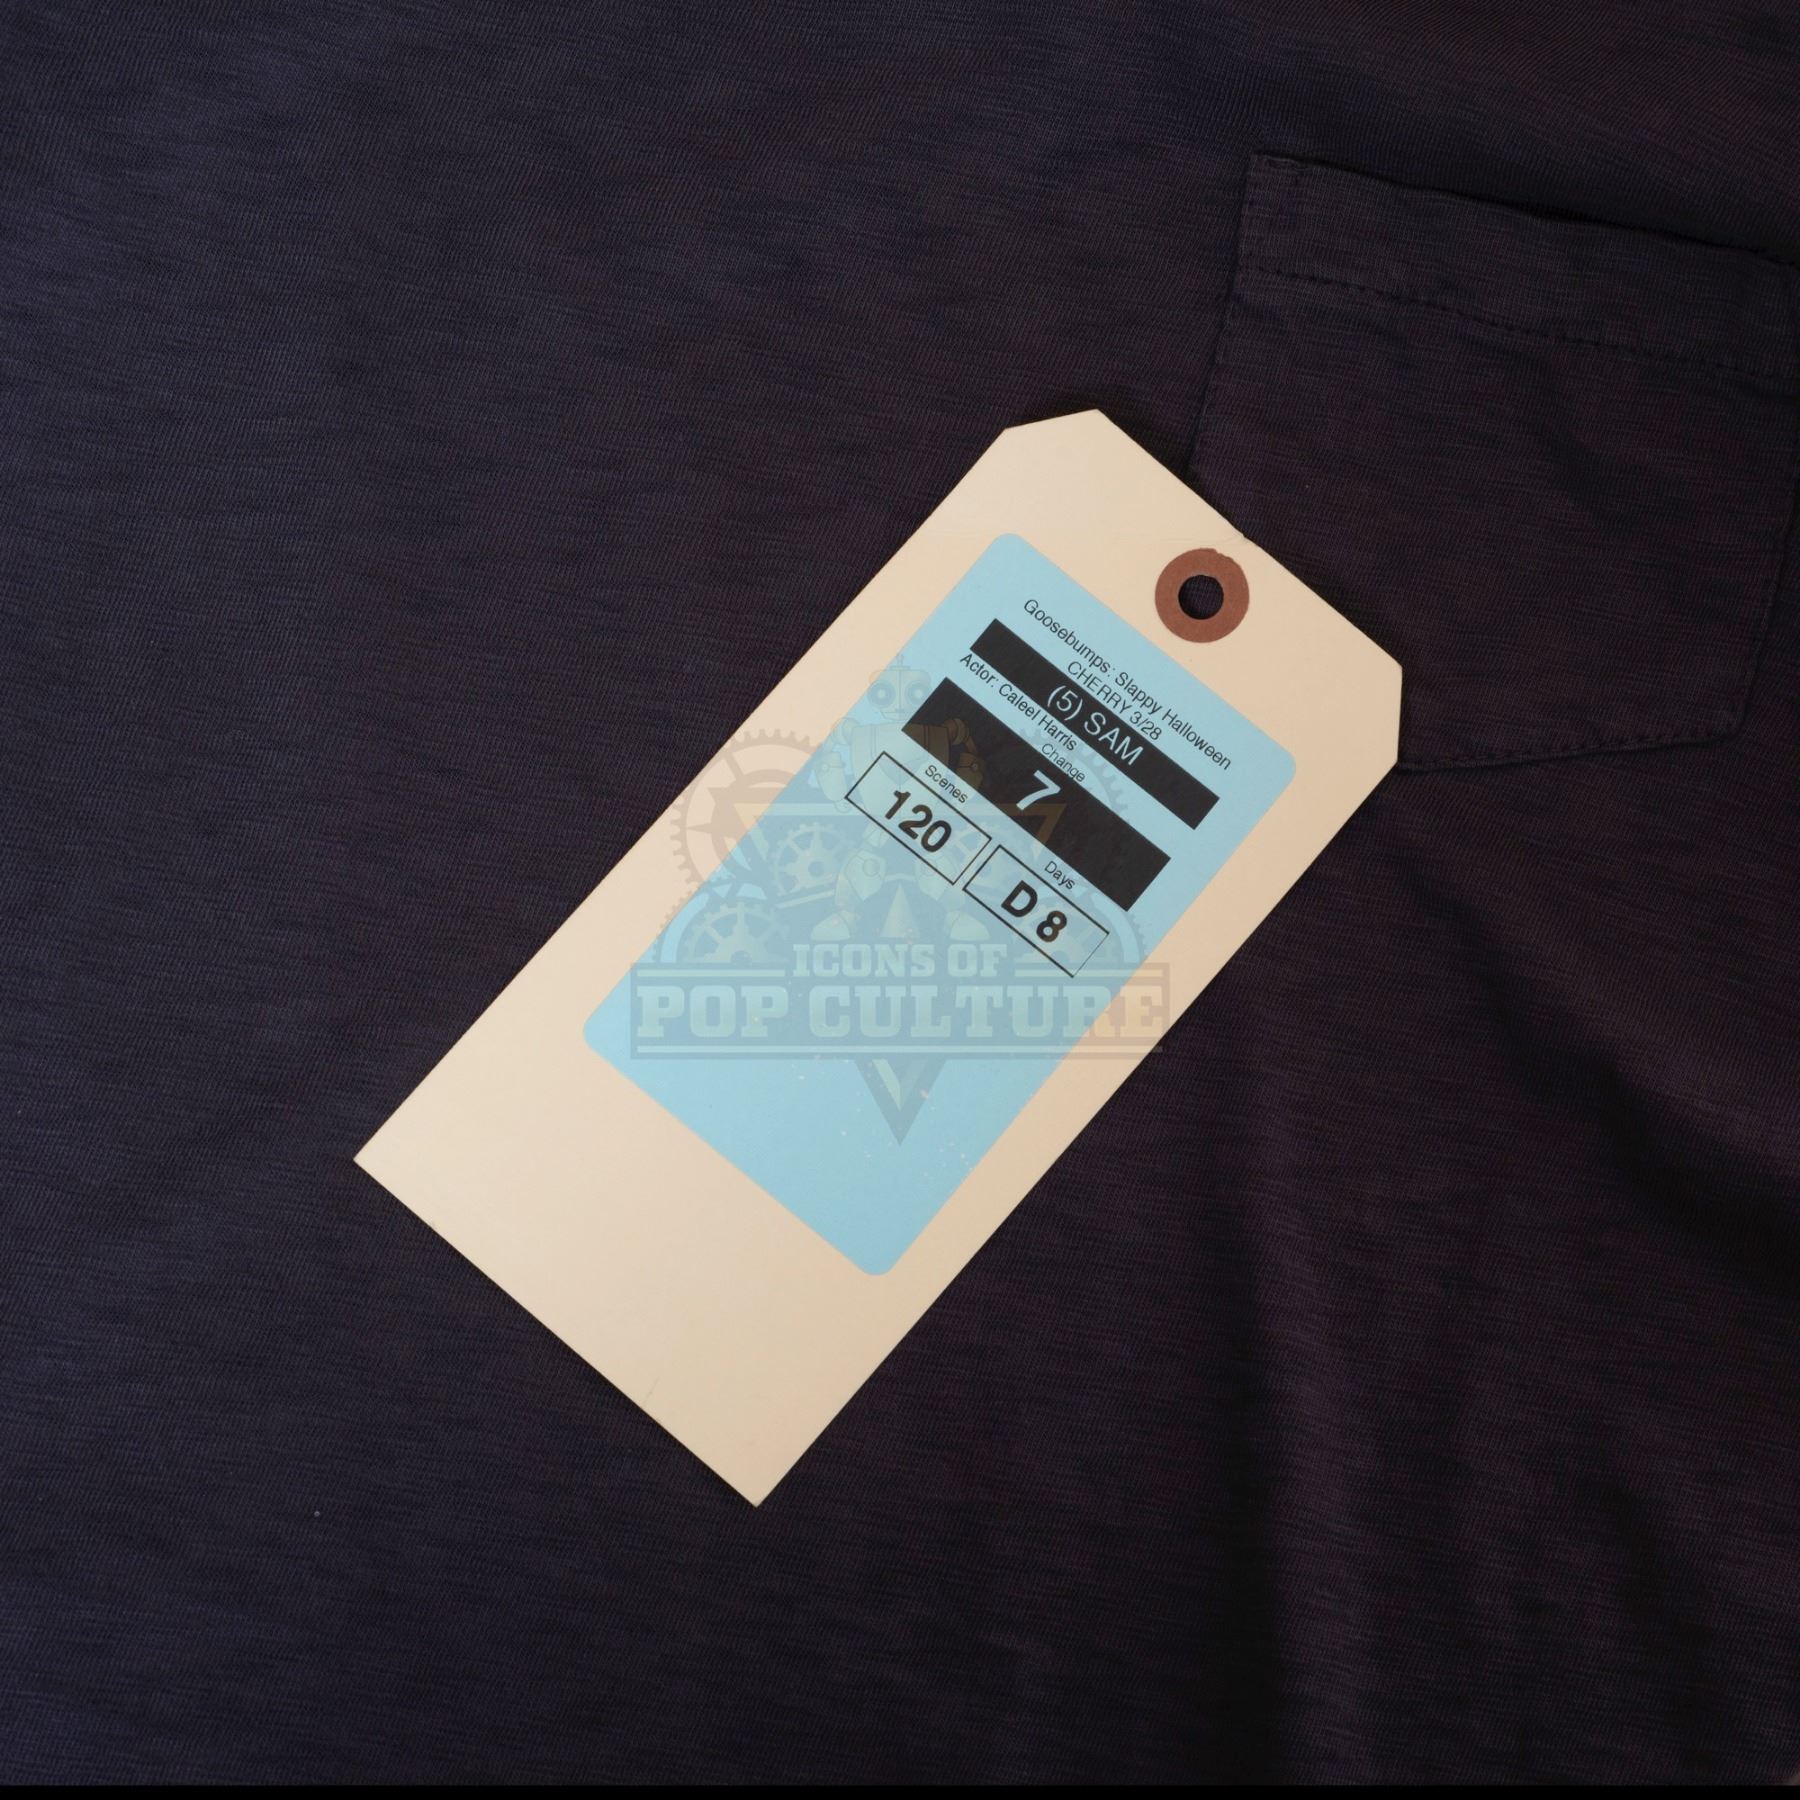 Goosebumps: Slappy Halloween
CHERRY 3/28
(5) SAM
Actor: Caleel Harris
Change
7
Scenes
120
Days
D 8
ICONS OF
POP CULTURE